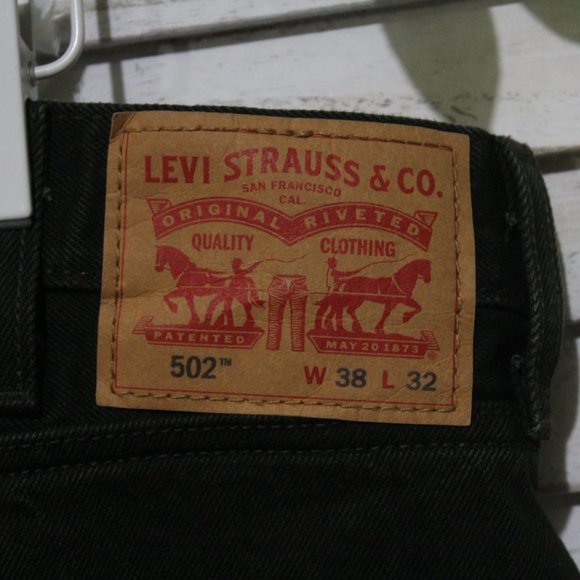 LEVI STRAUSS & CO.
SAN FRANCISCO
CAL.
ORIGINAL RIVETED
QUALITY CLOTHING
PATENTED MAY 20 1873
502™ W 38 L 32